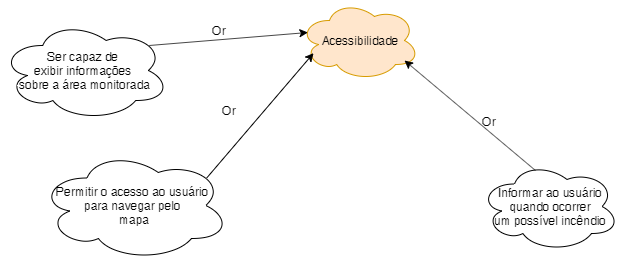 Or
Acessibilidade
Ser capaz de
exibir informações
sobre a área monitorada
Or
Or
Permitir o acesso ao usuário
para navegar pelo
mapa
Informar ao usuário
quando ocorrer
um possível incêndio